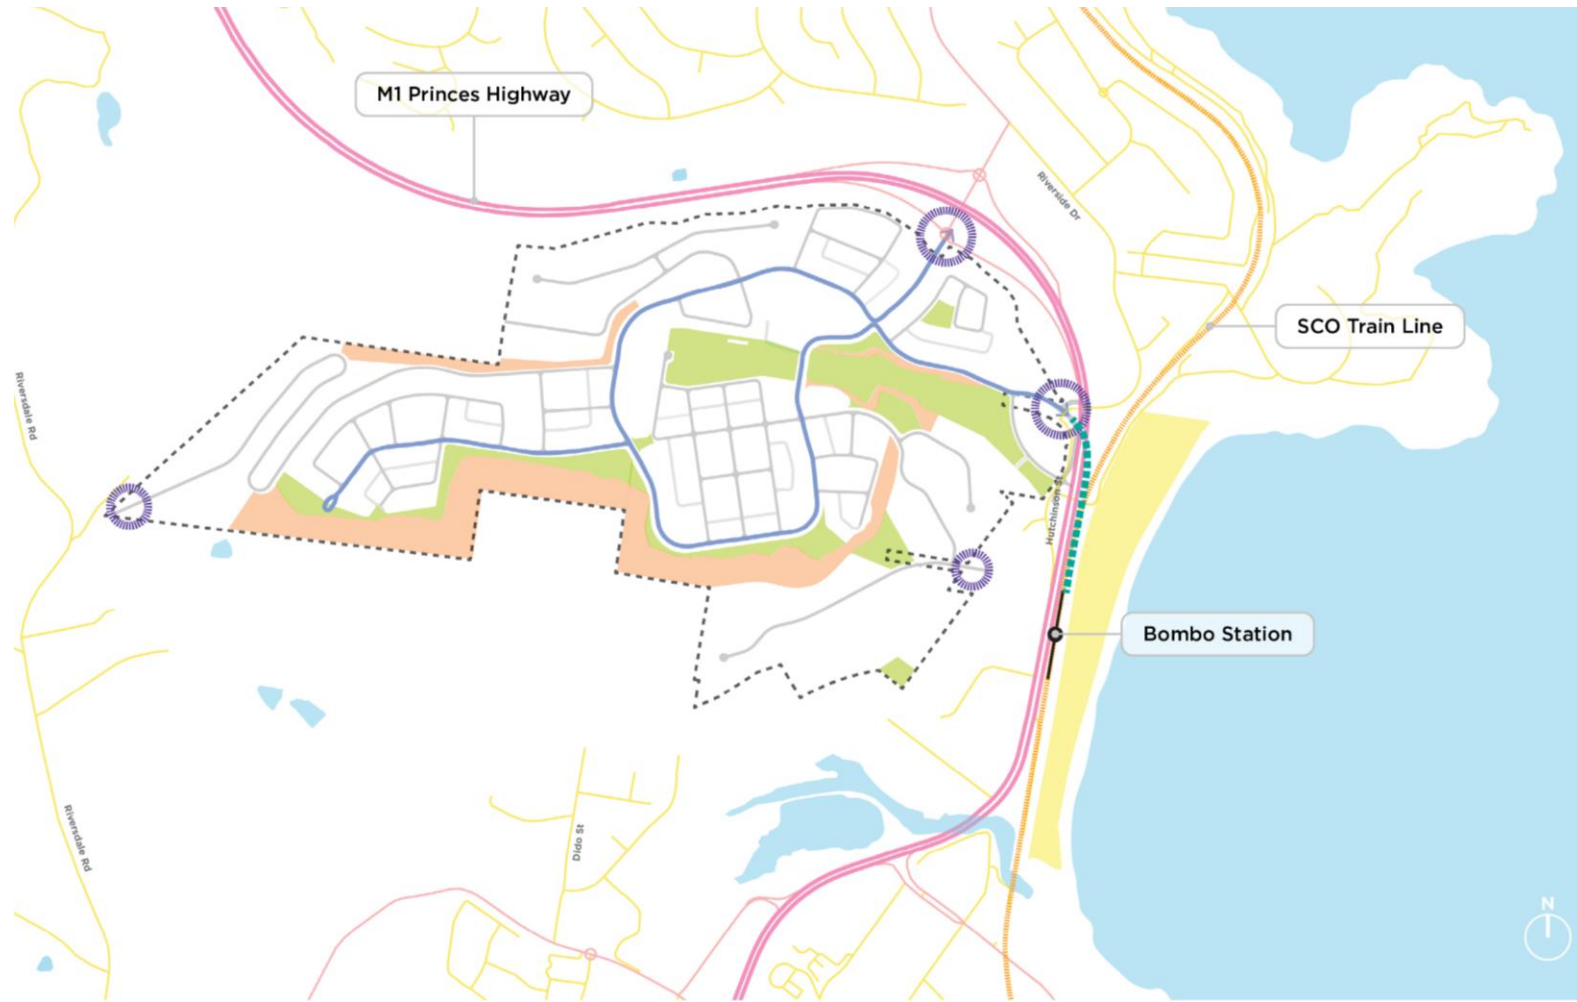 M1 Princes Highway
Riverside Dr
SCO Train Line
Riversdale Rd
Hutchinson St
Bombo Station
Riversdale Rd
Dido St
N